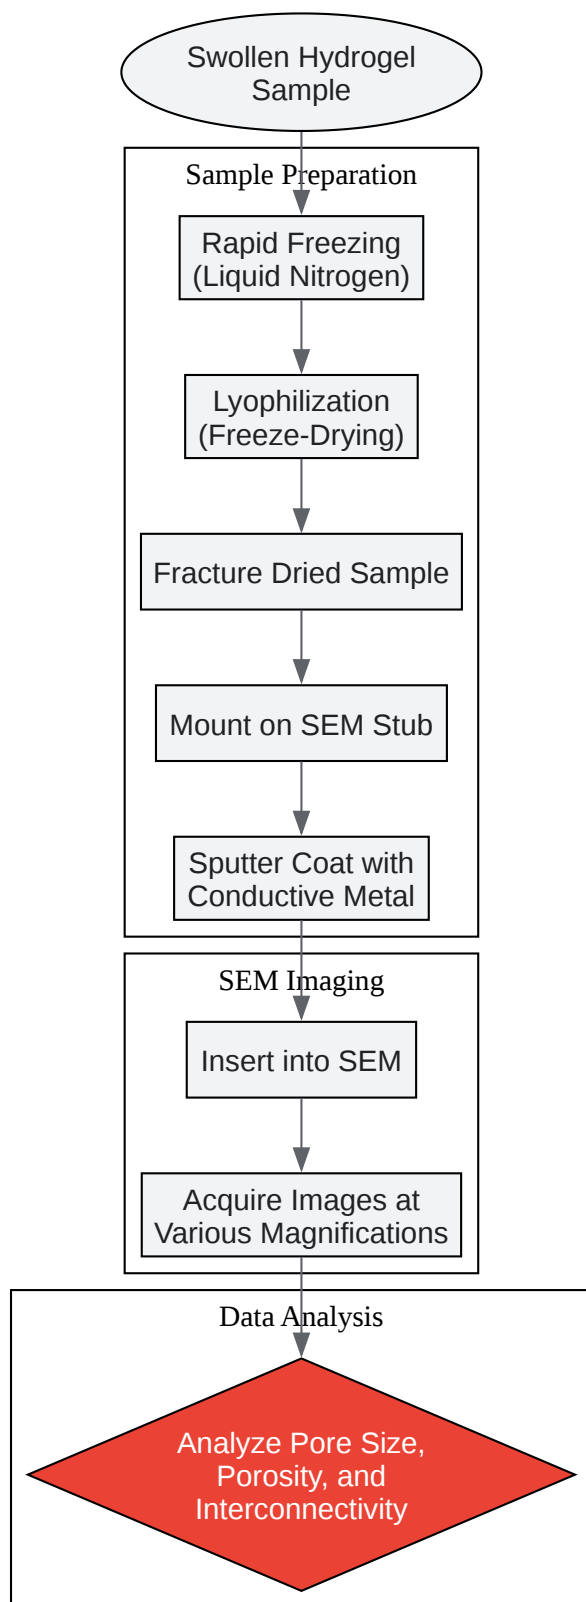 Swollen Hydrogel
Sample
Sample Preparation
Rapid Freezing
(Liquid Nitrogen)
Lyophilization
(Freeze-Drying)
Fracture Dried Sample
Mount on SEM Stub
Sputter Coat with
Conductive Metal
SEM Imaging
Insert into SEM
Acquire Images at
Various Magnifications
Data Analysis
Analyze Pore Size,
Porosity, and
Interconnectivity